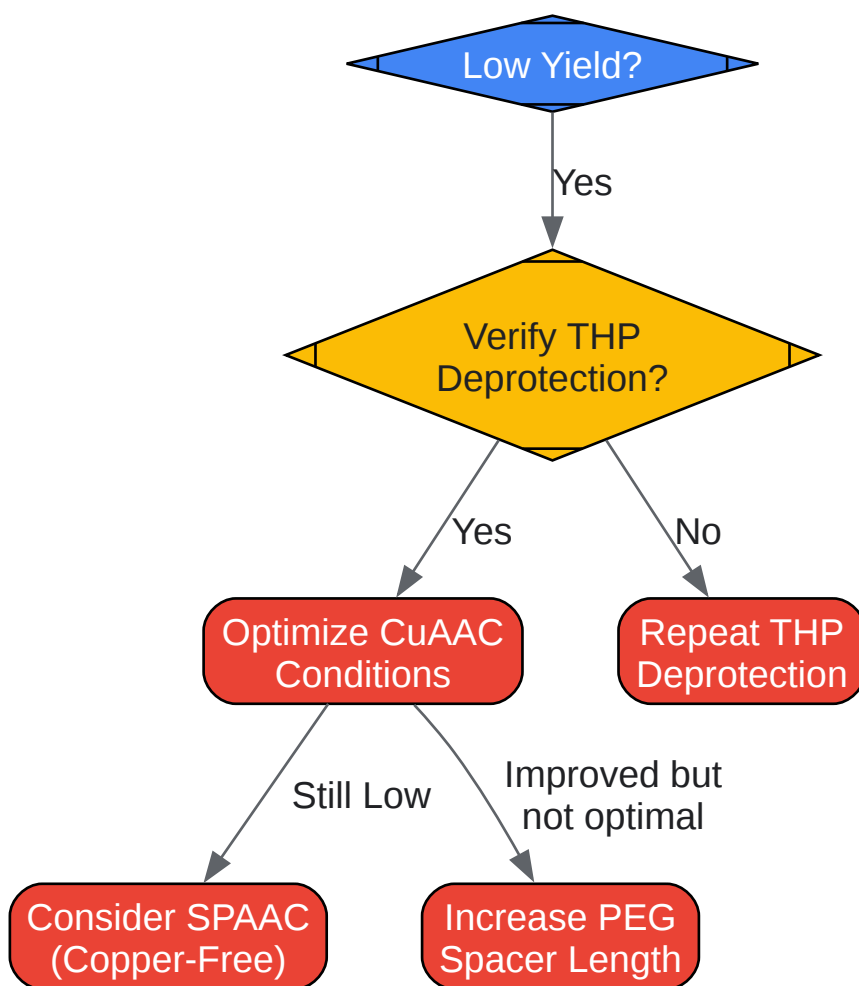 Low Yield?
Yes
Verify THP
Deprotection?
Yes
No
Optimize CuAAC
Conditions
Repeat THP
Deprotection
Still Low
Improved but
not optimal
Consider SPAAC
(Copper-Free)
Increase PEG
Spacer Length